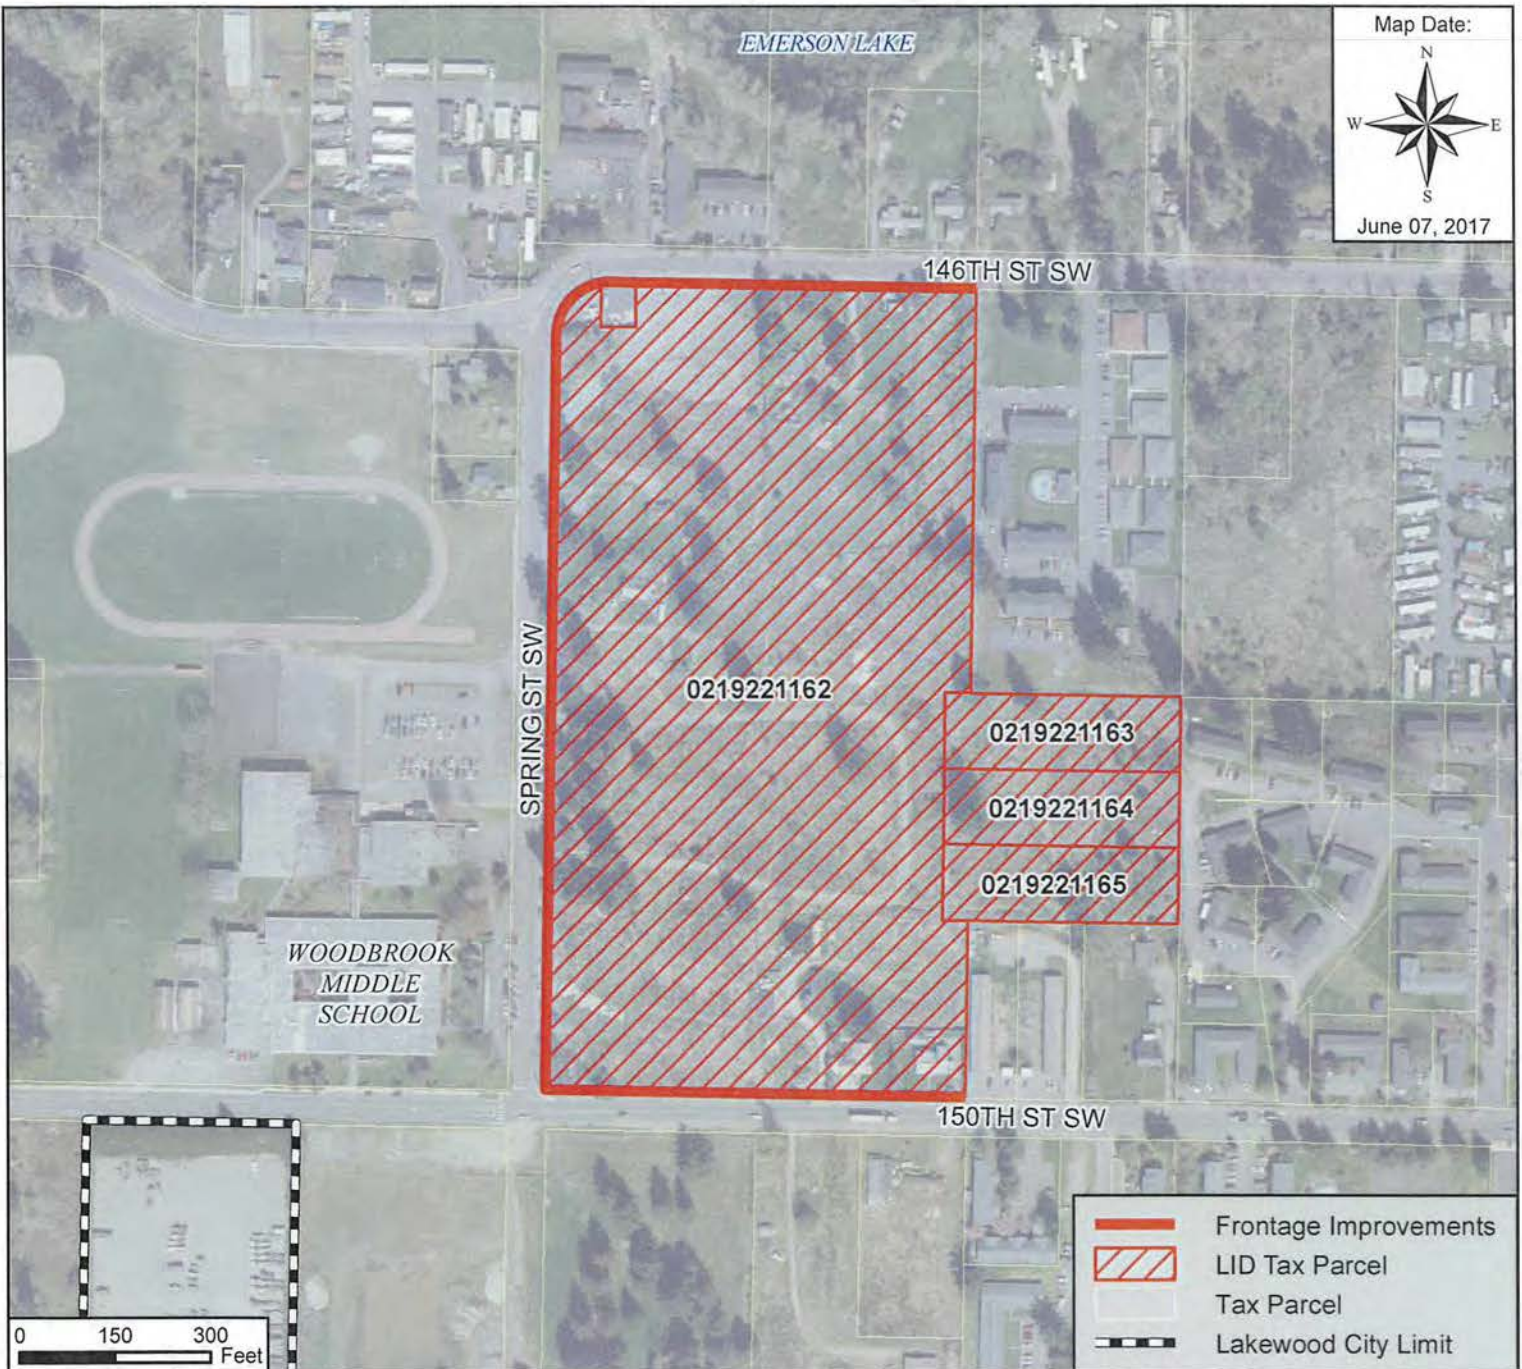 EMERSON LAKE
Map Date:
N
W E
S
June 07, 2017
146TH ST SW
SPRING ST SW
0219221162
0219221163
0219221164
0219221165
WOODBROOK
MIDDLE
SCHOOL
150TH ST SW
Frontage Improvements
LID Tax Parcel
Tax Parcel
Lakewood City Limit
0 150 300
Feet